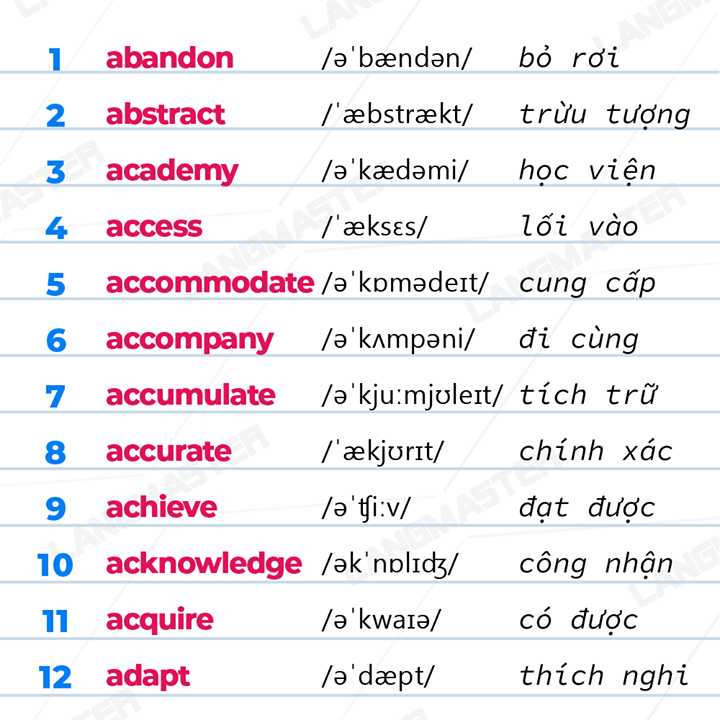 1 abandon /əˈbændən/ bỏ rơi
2 abstract /ˈæbstrækt/ trừu tượng
3 academy /əˈkædəmi/ học viện
4 access /ˈæksɛs/ lối vào
5 accommodate /əˈkɒmədeɪt/ cung cấp
6 accompany /əˈkʌmpəni/ đi cùng
7 accumulate /əˈkjuːmjʊleɪt/ tích trữ
8 accurate /ˈækjʊrɪt/ chính xác
9 achieve /əˈʧiːv/ đạt được
10 acknowledge /əkˈnɒlɪʤ/ công nhận
11 acquire /əˈkwaɪə/ có được
12 adapt /əˈdæpt/ thích nghi